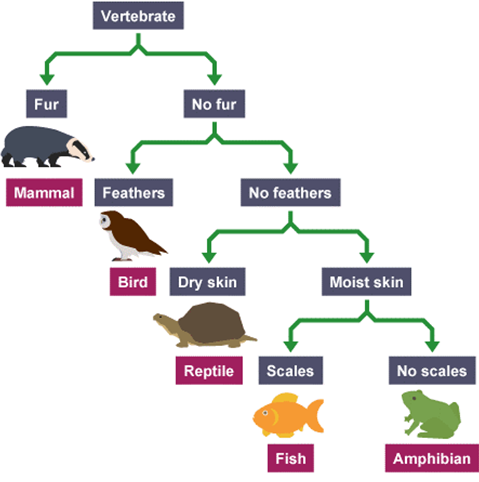 Vertebrate
Fur
No fur
Mammal
Feathers
No feathers
Bird
Dry skin
Moist skin
Reptile
Scales
No scales
Fish
Amphibian